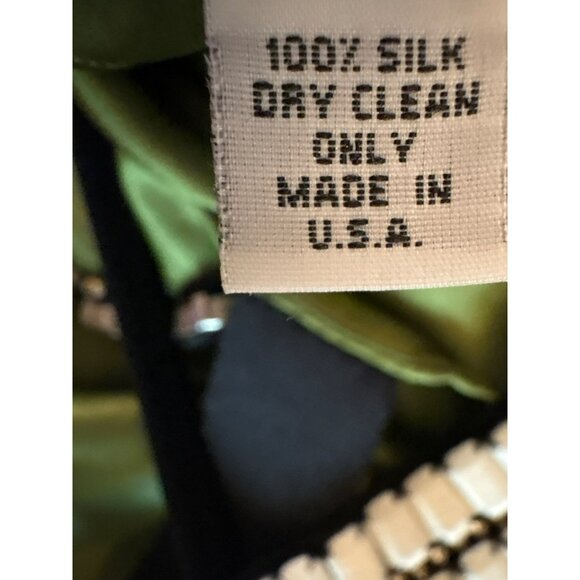 100% SILK
DRY CLEAN
ONLY
MADE IN
U.S.A.